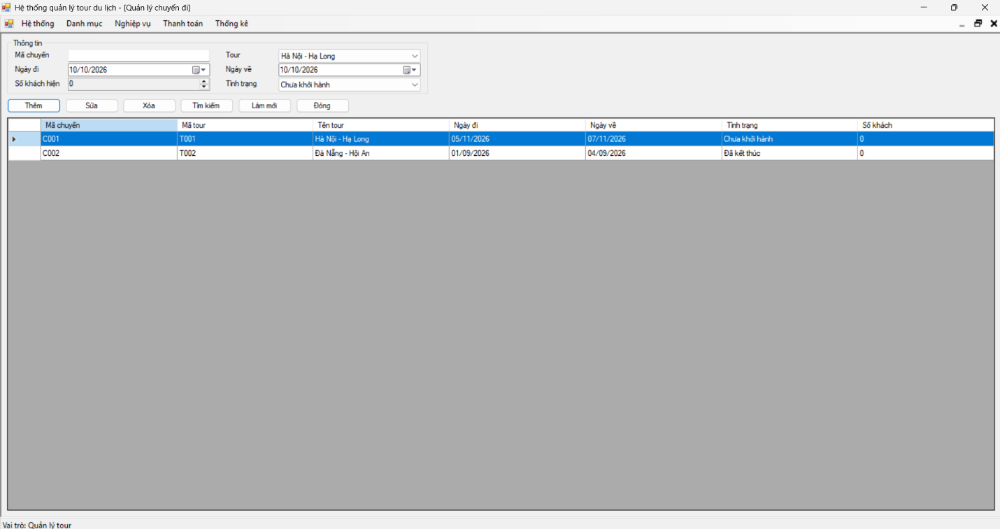 Hệ thống quản lý tour du lịch - [Quản lý chuyến đi]
Hệ thống Danh mục Nghiệp vụ Thanh toán Thống kê
Thông tin
Mã chuyến Tour Hà Nội - Hạ Long
Ngày đi 10/10/2026 Ngày về 10/10/2026
Số khách hiện 0 Tình trạng Chưa khởi hành
Thêm Sửa Xóa Tìm kiếm Làm mới Đóng
Mã chuyến Mã tour Tên tour Ngày đi Ngày về Tình trạng Số khách
C001 T001 Hà Nội - Hạ Long 05/11/2026 07/11/2026 Chưa khởi hành 0
C002 T002 Đà Nẵng - Hội An 01/09/2026 04/09/2026 Đã kết thúc 0
Vai trò: Quản lý tour